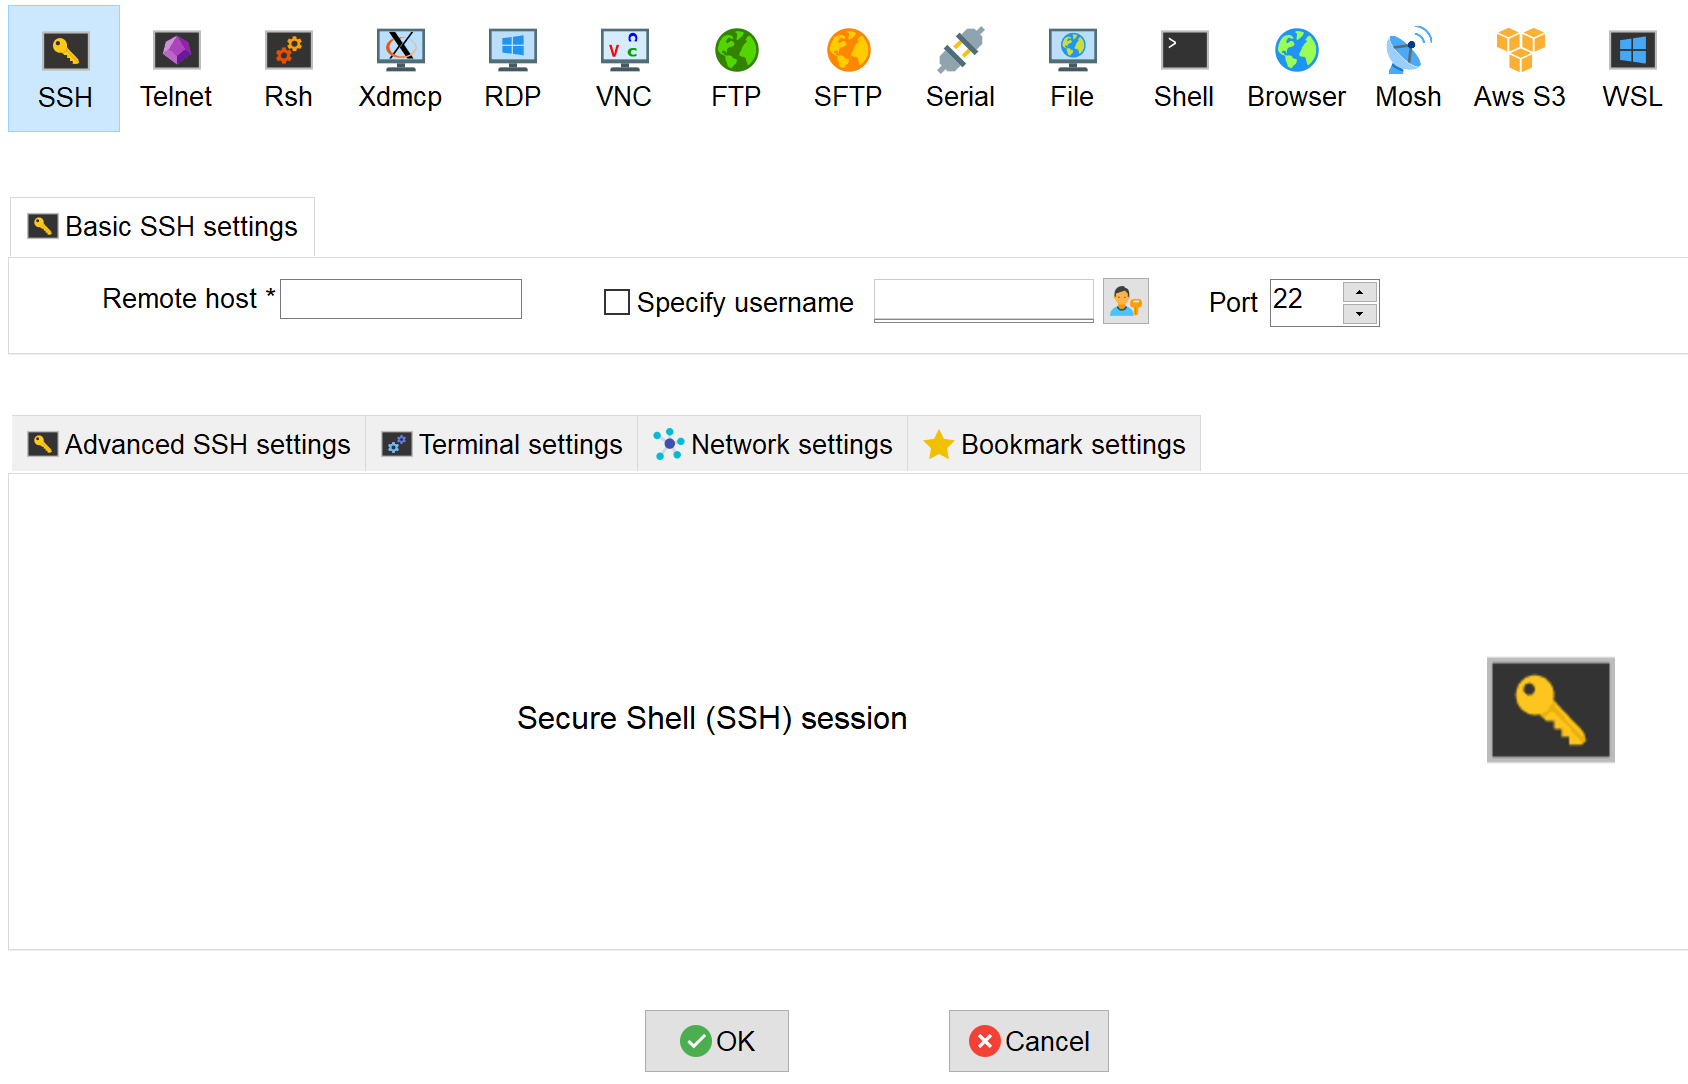 SSH Telnet Rsh Xdmcp RDP VNC FTP SFTP Serial File Shell Browser Mosh Aws S3 WSL
Basic SSH settings
Remote host * Specify username Port 22
Advanced SSH settings Terminal settings Network settings Bookmark settings
Secure Shell (SSH) session
OK Cancel